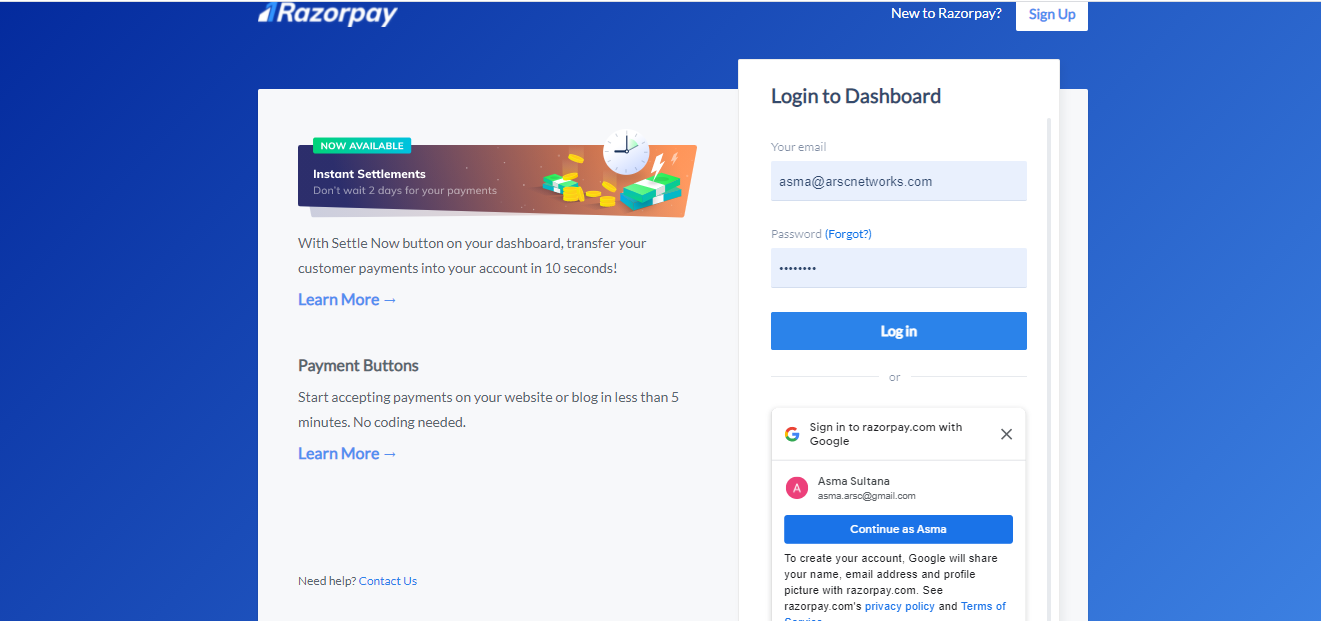 Razorpay
New to Razorpay?
Sign Up
NOW AVAILABLE
Instant Settlements
Don't wait 2 days for your payments
With Settle Now button on your dashboard, transfer your
customer payments into your account in 10 seconds!
Learn More →
Payment Buttons
Start accepting payments on your website or blog in less than 5
minutes. No coding needed.
Learn More →
Need help? Contact Us
Login to Dashboard
Your email
asma@arscnetworks.com
Password (Forgot?)
••••••••
Log in
or
Sign in to razorpay.com with
Google
A
Asma Sultana
asma.arsc@gmail.com
Continue as Asma
To create your account, Google will share
your name, email address and profile
picture with razorpay.com. See
razorpay.com's privacy policy and Terms of
Service